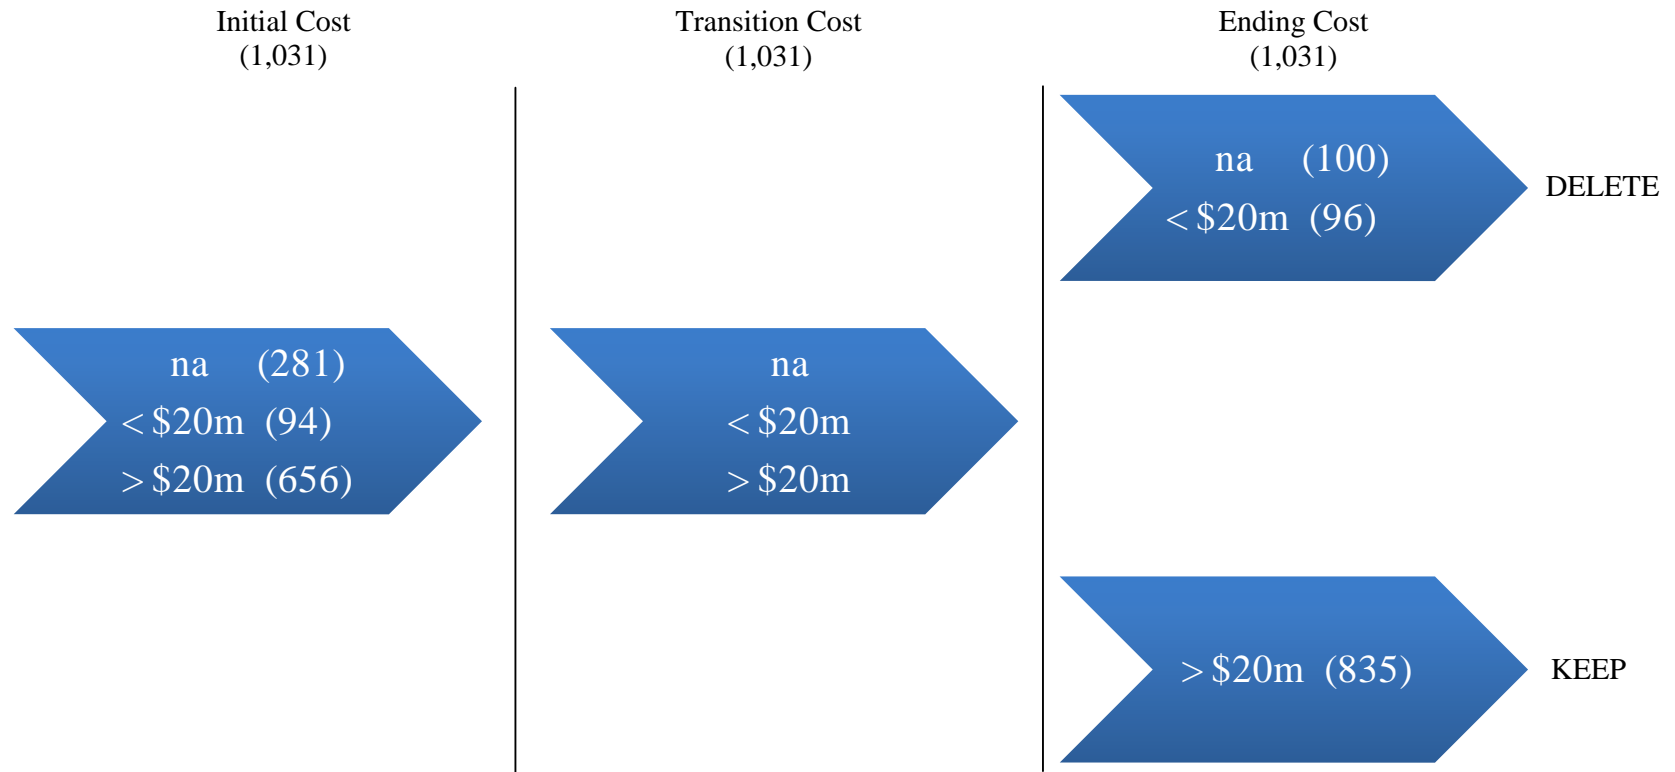 Initial Cost
(1,031)
Transition Cost
(1,031)
Ending Cost
(1,031)
na (281)
< $20m (94)
> $20m (656)
na
< $20m
> $20m
na (100)
< $20m (96)
DELETE
> $20m (835)
KEEP